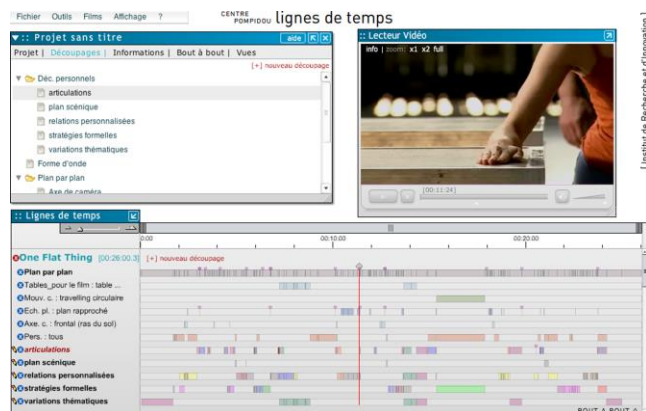 Fichier Outils Films Affichage ?
CENTRE POMPIDOU lignes de temps
:: Projet sans titre aide
Projet | Découpages | Informations | Bout à bout | Vues
[+] nouveau découpage
Déc. personnels
articulations
plan scénique
relations personnalisées
stratégies formelles
variations thématiques
Forme d'onde
Plan par plan
Axe de caméra
:: Lecteur Vidéo
info | zoom: x1 x2 full
[00:11:24]
[ Institut de Recherche et d'Innovation ]
:: Lignes de temps
0:00 00:10:00 00:20:00
One Flat Thing [00:26:00.3] [+] nouveau découpage
Plan par plan
Tables_pour le film : table ...
Mouv. c. : travelling circulaire
Ech. pl. : plan rapproché
Axe. c. : frontal (ras du sol)
Pers. : tous
articulations
plan scénique
relations personnalisées
stratégies formelles
variations thématiques
BOUT A BOUT